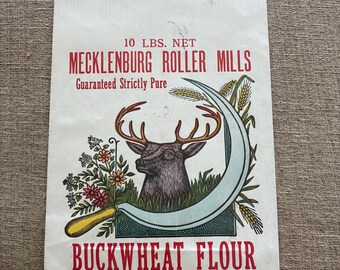 10 LBS. NET
MECKLENBURG ROLLER MILLS
Guaranteed Strictly Pure
BUCKWHEAT FLOUR